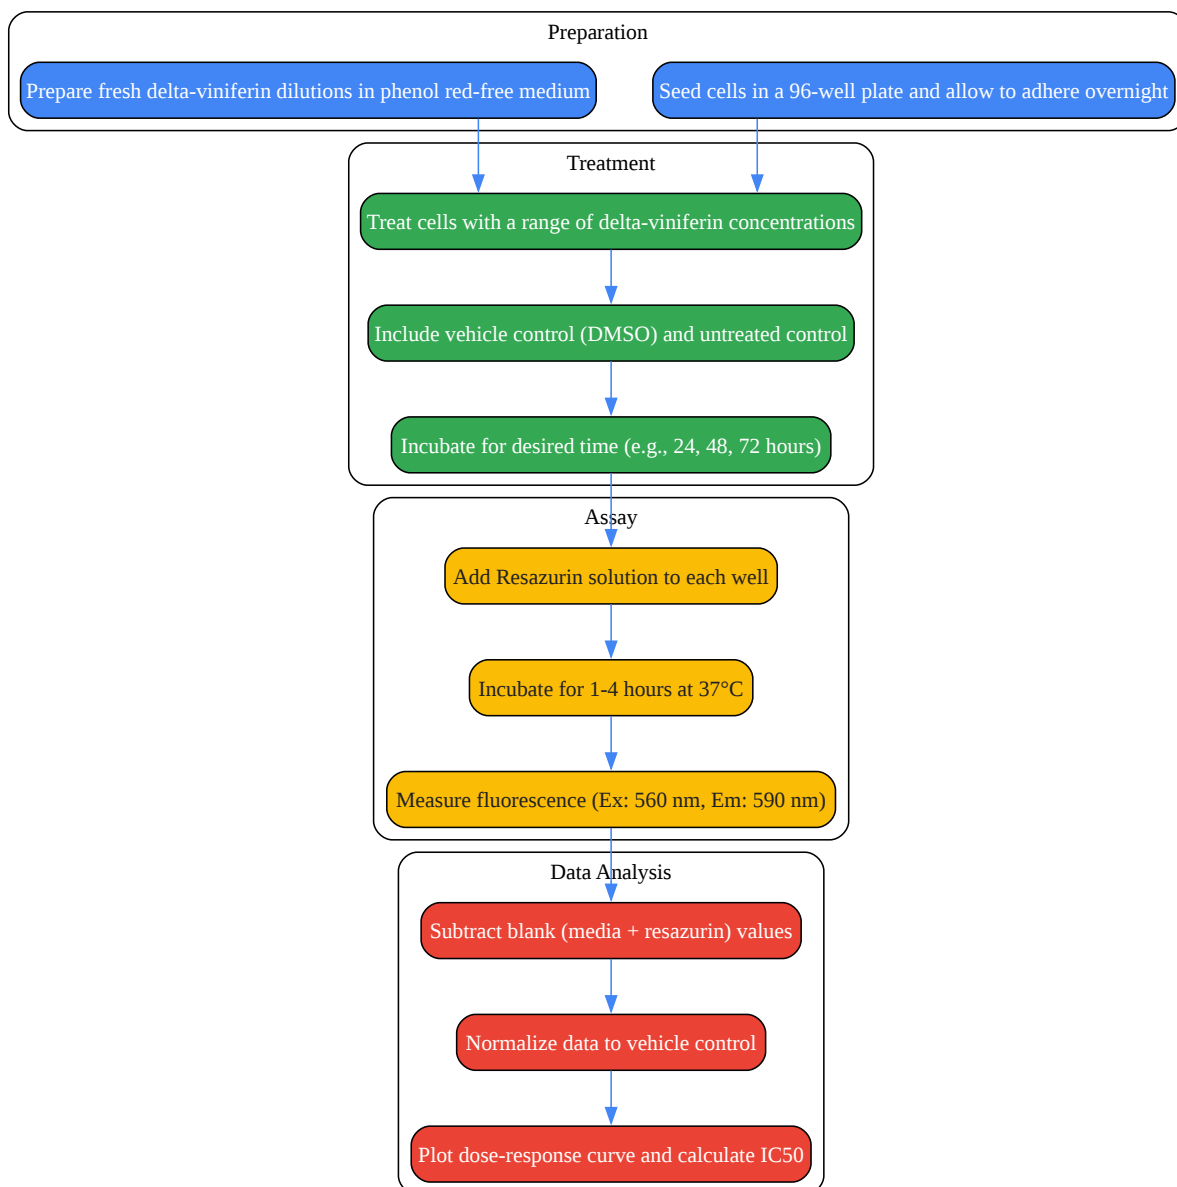 Preparation
Prepare fresh delta-viniferin dilutions in phenol red-free medium
Seed cells in a 96-well plate and allow to adhere overnight
Treatment
Treat cells with a range of delta-viniferin concentrations
Include vehicle control (DMSO) and untreated control
Incubate for desired time (e.g., 24, 48, 72 hours)
Assay
Add Resazurin solution to each well
Incubate for 1-4 hours at 37°C
Measure fluorescence (Ex: 560 nm, Em: 590 nm)
Data Analysis
Subtract blank (media + resazurin) values
Normalize data to vehicle control
Plot dose-response curve and calculate IC50